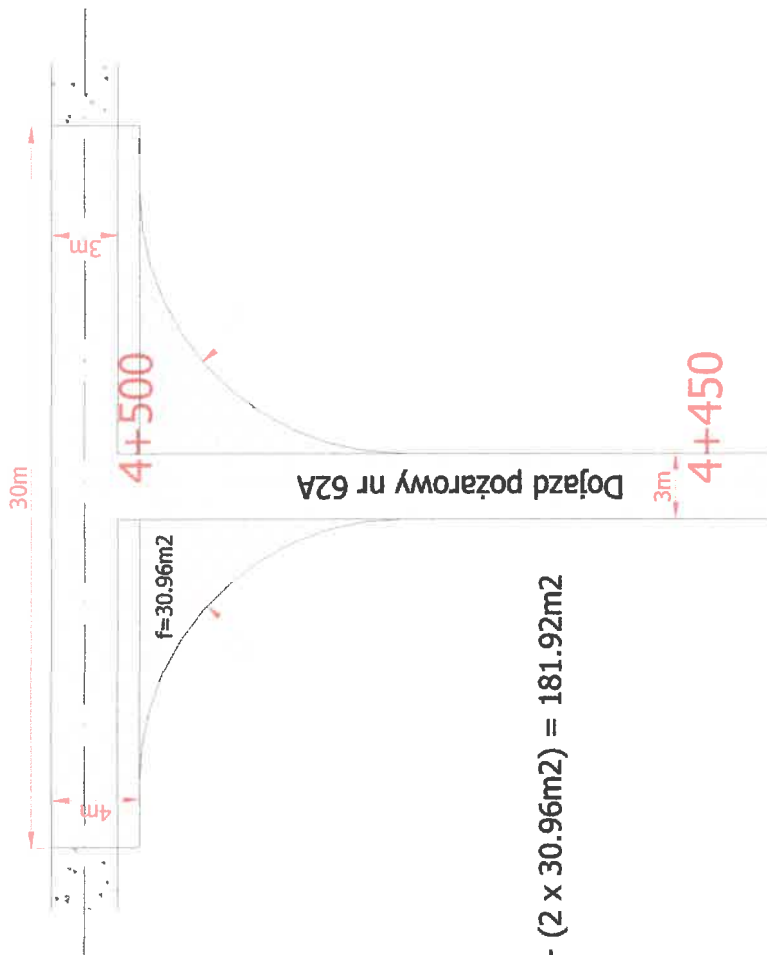 30m
3m
4+500
f=30.96m2
Dojazd pożarowy nr 62A
3m
4+450
4m
- (2 x 30.96m2) = 181.92m2